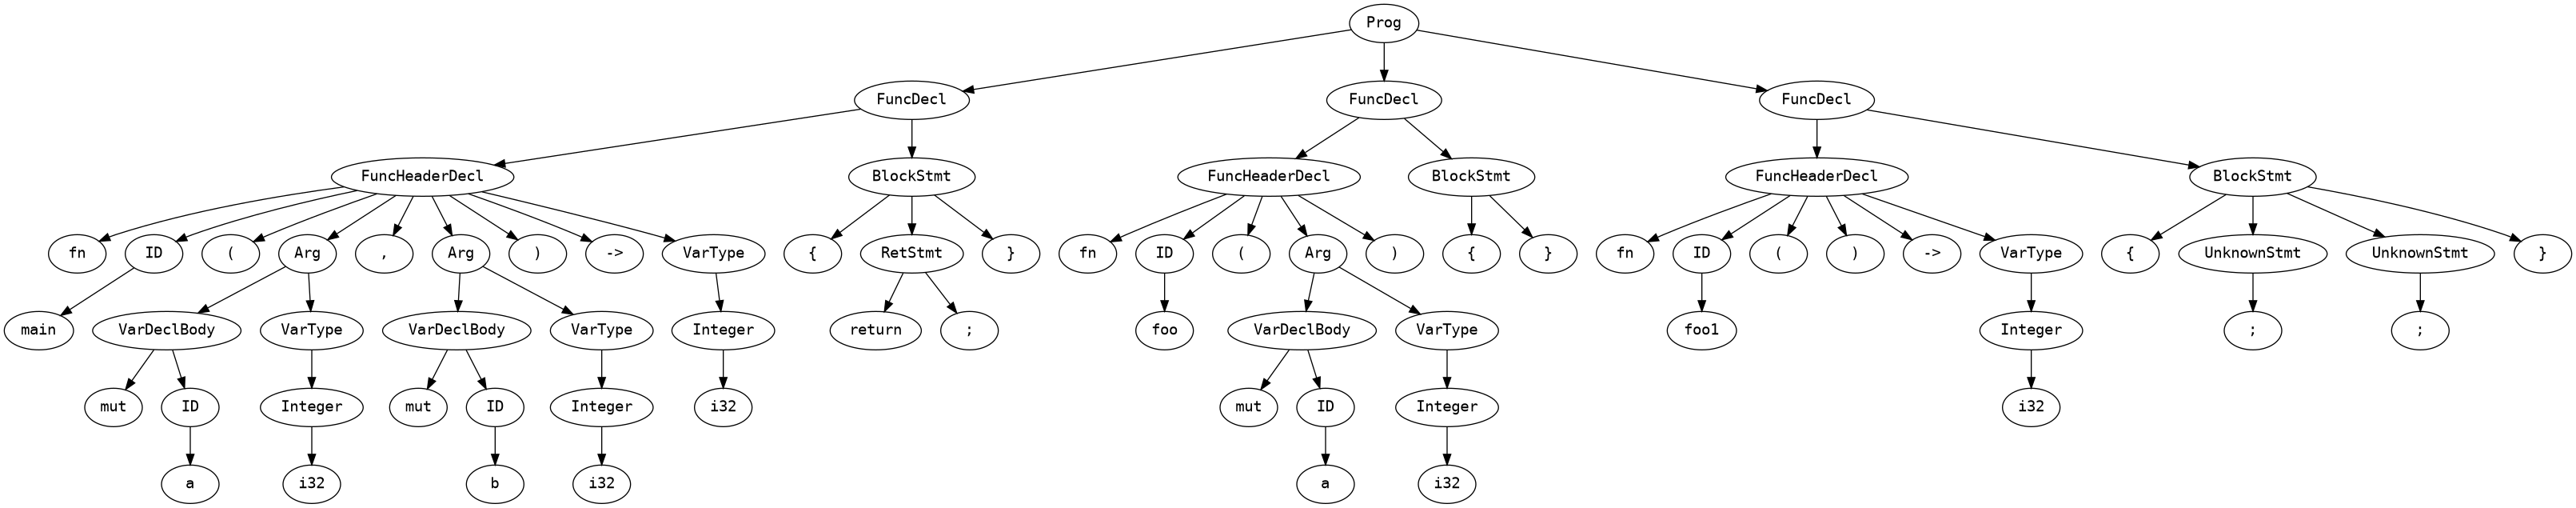 Prog
FuncDecl FuncDecl FuncDecl
FuncHeaderDecl BlockStmt FuncHeaderDecl BlockStmt FuncHeaderDecl BlockStmt
fn ID ( Arg , Arg ) -> VarType { RetStmt } fn ID ( Arg ) { } fn ID ( ) -> VarType { UnknownStmt UnknownStmt }
main VarDeclBody VarType VarDeclBody VarType Integer return ; foo VarDeclBody VarType foo1 Integer ; ;
mut ID Integer mut ID Integer i32 mut ID Integer i32
a i32 b i32 a i32